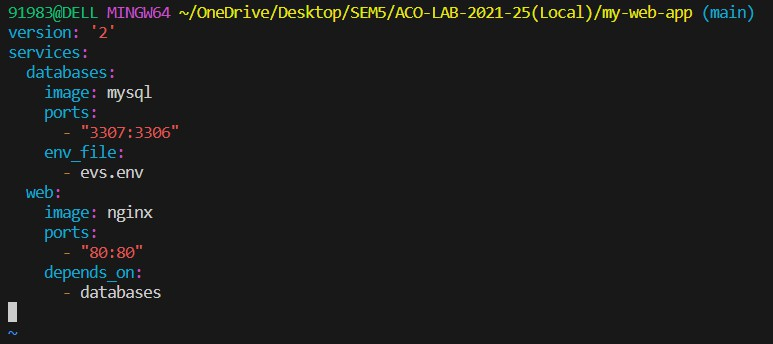 91983@DELL MINGW64 ~/OneDrive/Desktop/SEM5/ACO-LAB-2021-25(Local)/my-web-app (main)
version: '2'
services:
  databases:
    image: mysql
    ports:
      - "3307:3306"
    env_file:
      - evs.env
  web:
    image: nginx
    ports:
      - "80:80"
    depends_on:
      - databases
~